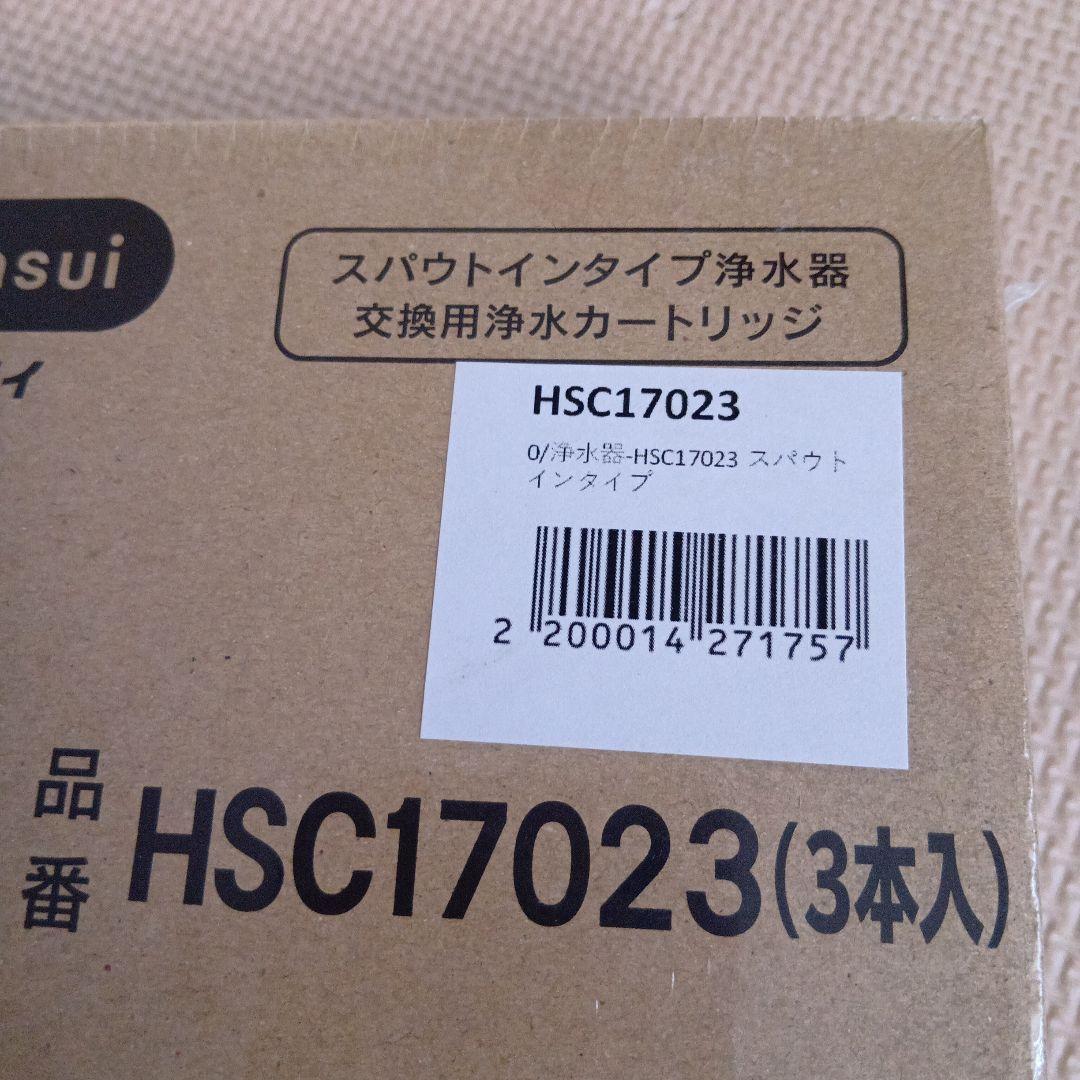 sui
イ
スパウトインタイプ浄水器
交換用浄水カートリッジ
HSC17023
0/浄水器-HSC17023 スパウト
インタイプ
2 200014 271757
品番 HSC17023(3本入)